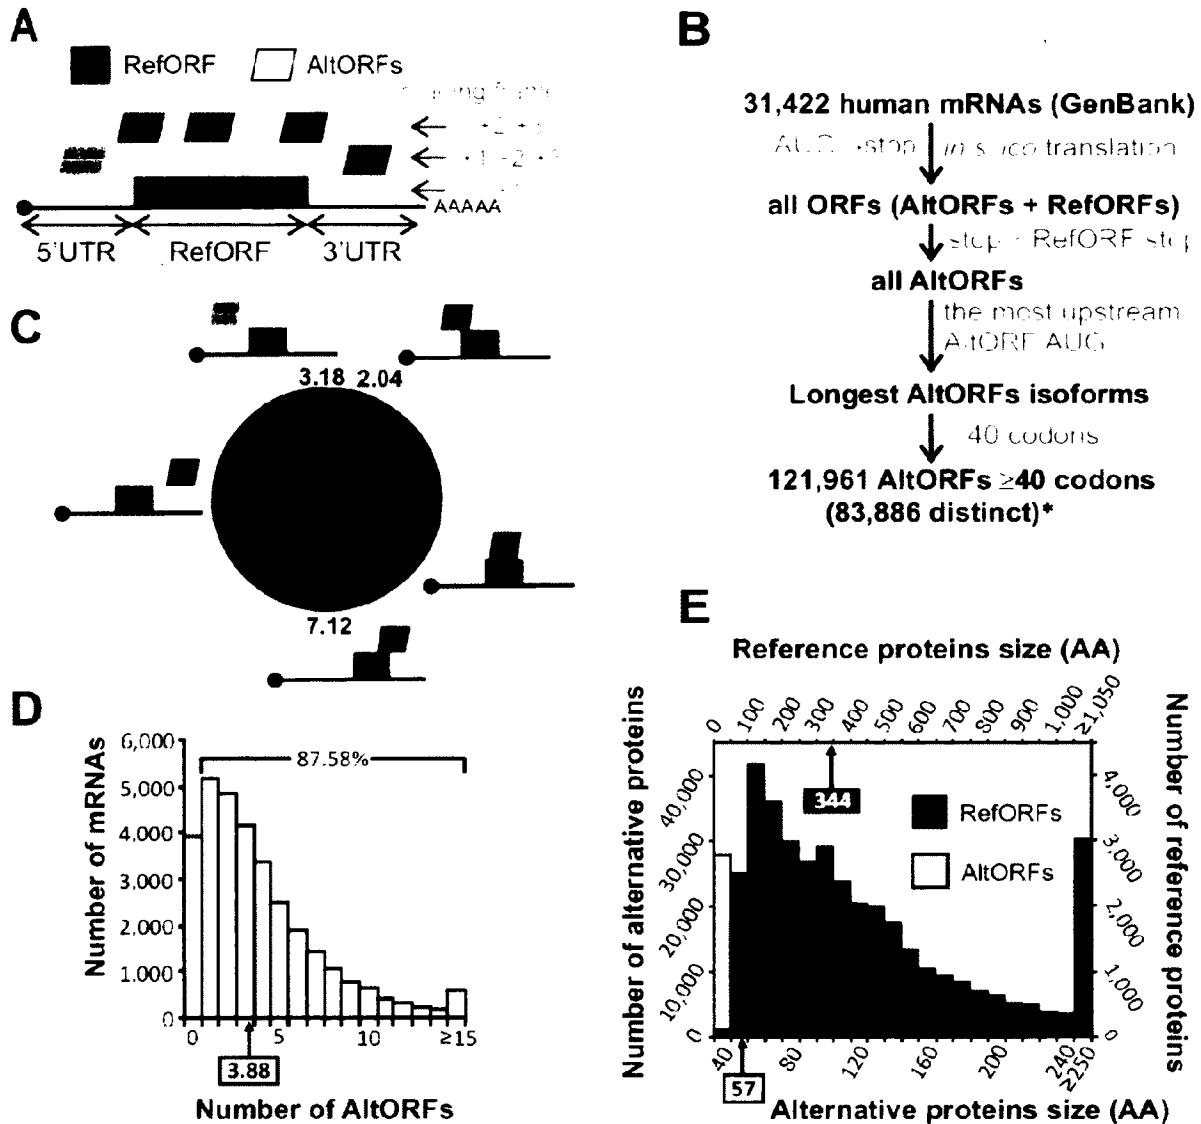 A
RefORF
AltORFs
AAAAA
5'UTR
RefORF
3'UTR
B
31,422 human mRNAs (GenBank)
translation
all ORFs (AltORFs + RefORFs)
RefORF stop
all AltORFs
the most upstream
AltORF AUG
Longest AltORFs isoforms
40 codons
121,961 AltORFs ≥40 codons
(83,886 distinct)*
C
3.18
2.04
7.12
D
Number of mRNAs
6,000
5,000
4.000
3.000
2.000
1.000
0
87.58%
0
5
10
≥15
3.88
Number of AltORFs
E
Reference proteins size (AA)
0
100
200
300
400
500
600
700
800
900
1.000
≥1,050
Number of alternative proteins
40,000
30,000
20,000
10,000
0
344
RefORFs
AltORFs
4,000
3,000
2,000
1,000
0
Number of reference proteins
40
80
120
160
200
240
≥250
57
Alternative proteins size (AA)